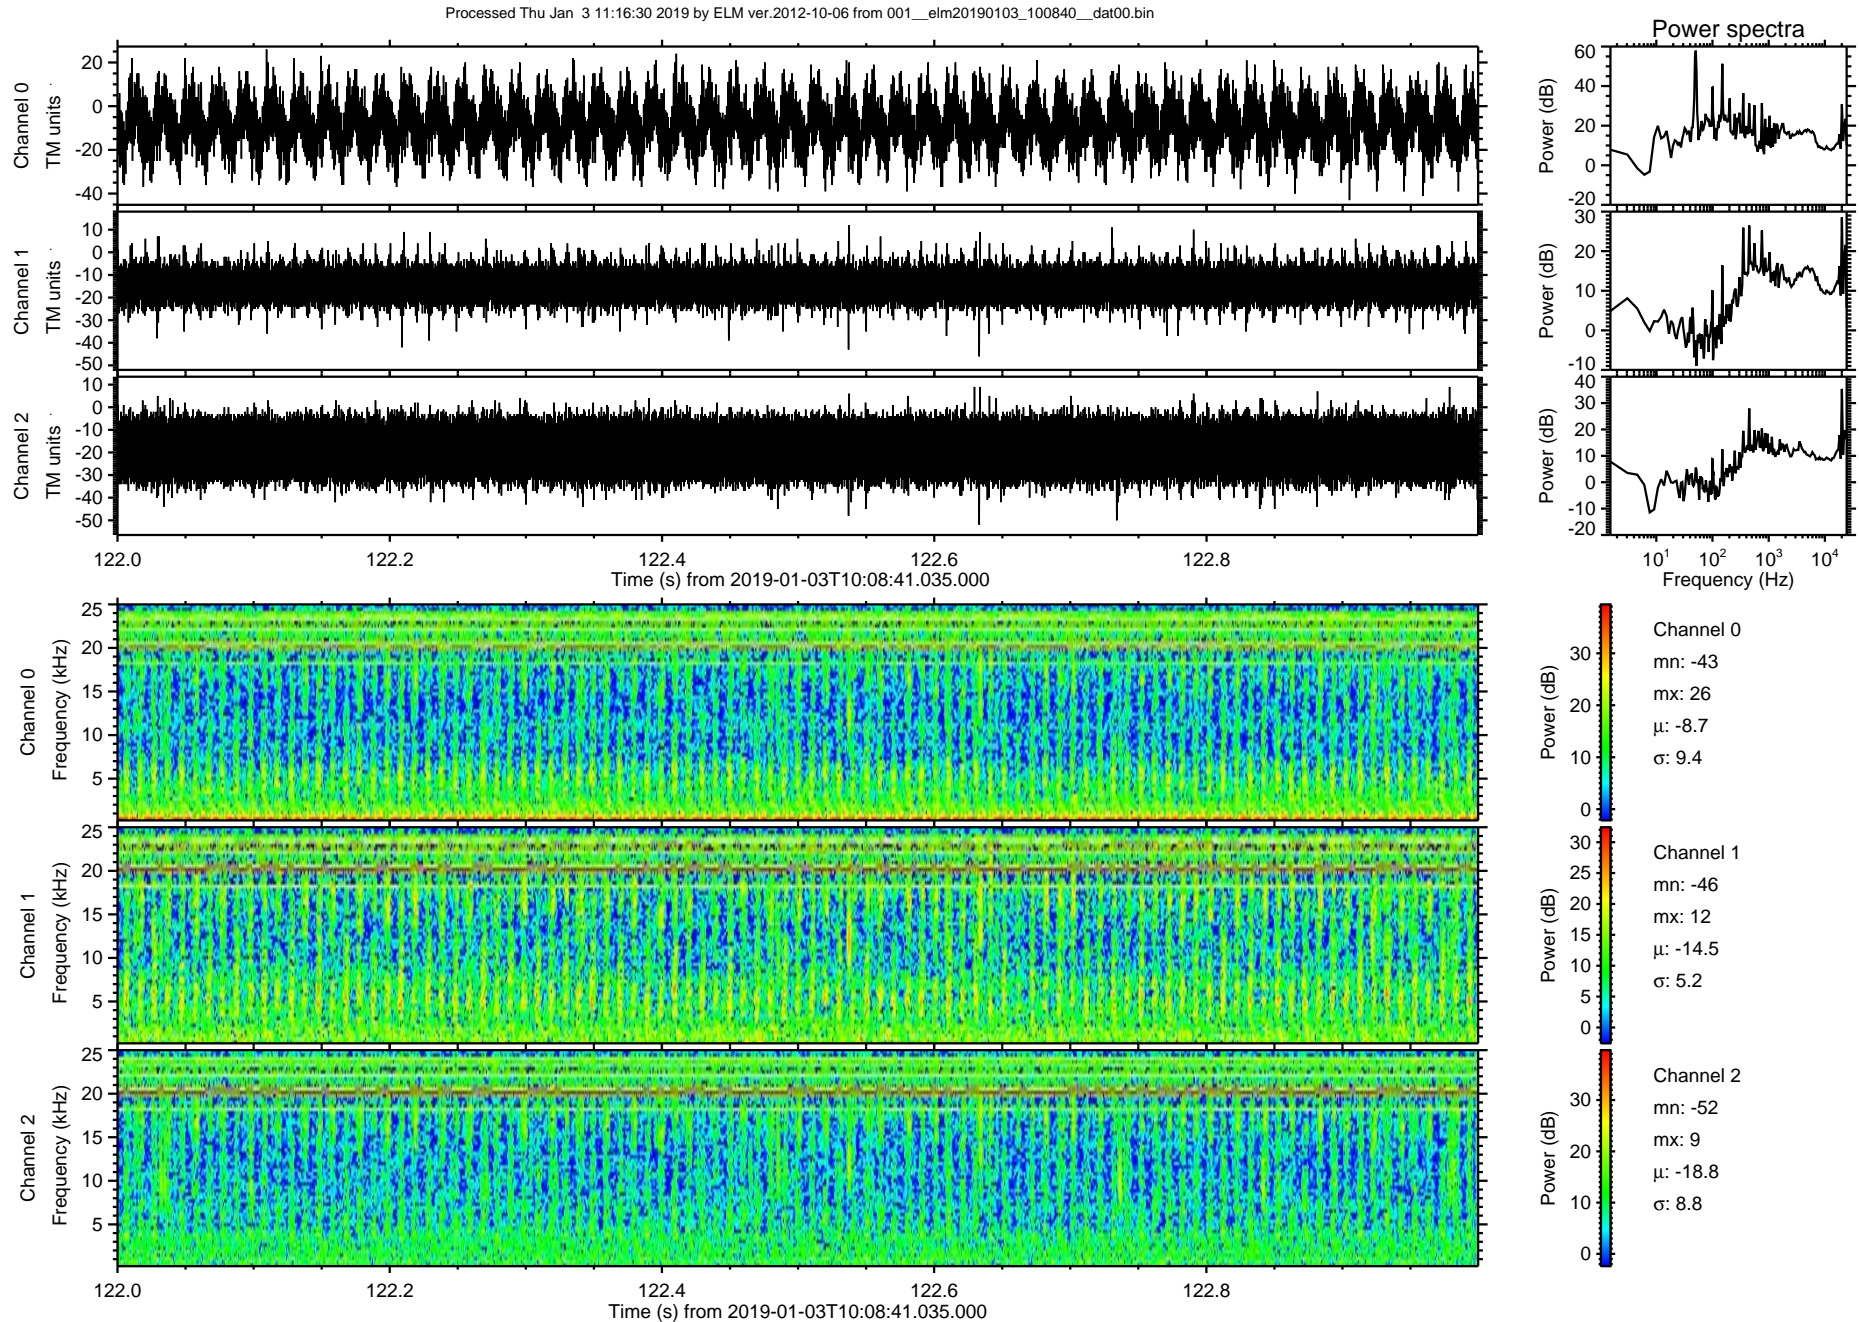 Processed Thu Jan  3 11:16:30 2019 by ELM ver.2012-10-06 from 001__elm20190103_100840__dat00.bin
Power spectra
Channel 0
TM units
20
0
-20
-40
Power (dB)
60
40
20
0
-20
Channel 1
TM units
10
0
-10
-20
-30
-40
-50
Power (dB)
30
20
10
0
-10
Channel 2
TM units
10
0
-10
-20
-30
-40
-50
Power (dB)
40
30
20
10
0
-10
-20
122.0 122.2 122.4 122.6 122.8
Time (s) from 2019-01-03T10:08:41.035.000
10¹ 10² 10³ 10⁴
Frequency (Hz)
Channel 0
Frequency (kHz)
25
20
15
10
5
Power (dB)
30
20
10
0
Channel 0
mn: -43
mx: 26
μ: -8.7
σ: 9.4
Channel 1
Frequency (kHz)
25
20
15
10
5
Power (dB)
30
25
20
15
10
5
0
Channel 1
mn: -46
mx: 12
μ: -14.5
σ: 5.2
Channel 2
Frequency (kHz)
25
20
15
10
5
Power (dB)
30
20
10
0
Channel 2
mn: -52
mx: 9
μ: -18.8
σ: 8.8
122.0 122.2 122.4 122.6 122.8
Time (s) from 2019-01-03T10:08:41.035.000